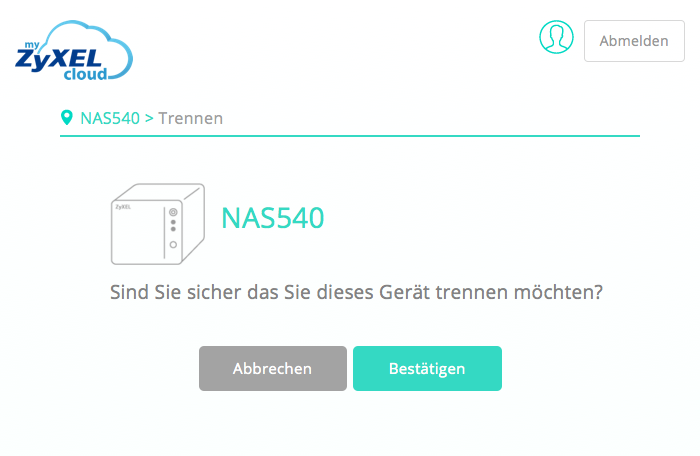 my
ZyXEL
cloud
Abmelden
NAS540 > Trennen
ZyXEL
NAS540
Sind Sie sicher das Sie dieses Gerät trennen möchten?
Abbrechen
Bestätigen